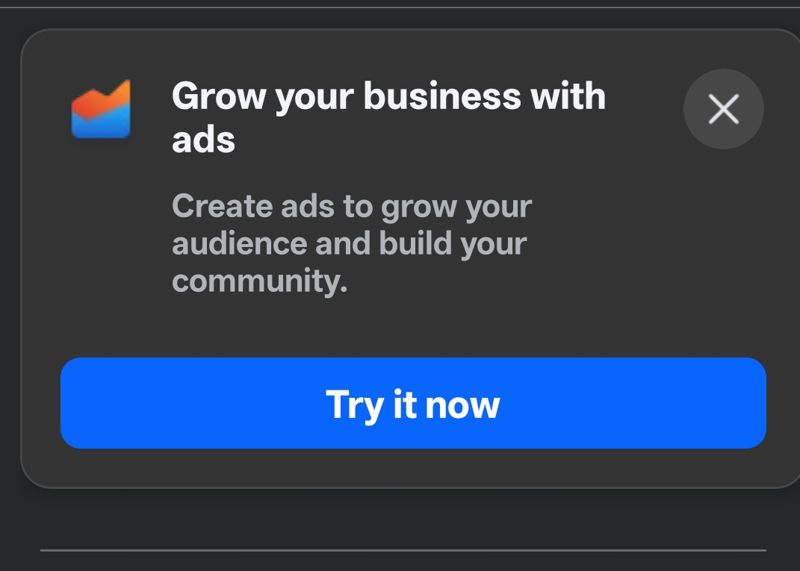 Grow your business with
ads
Create ads to grow your
audience and build your
community.
Try it now